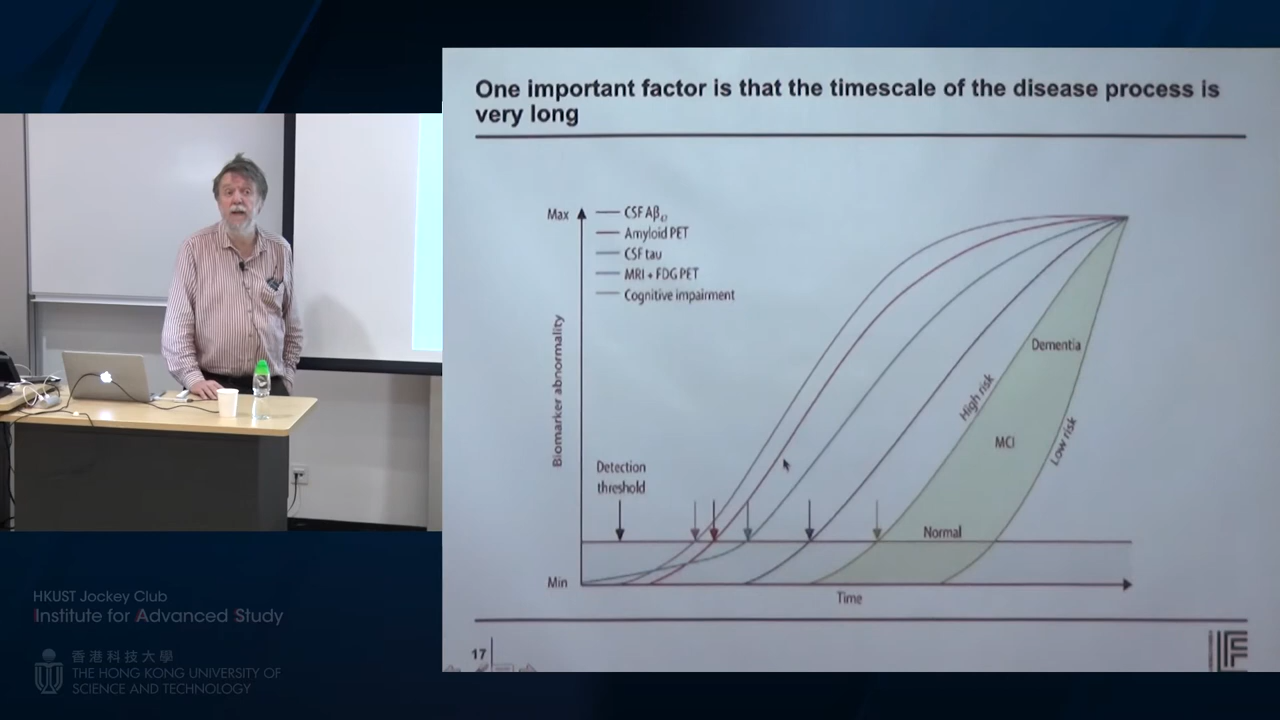 One important factor is that the timescale of the disease process is
very long
Max
CSF Aβ42
Amyloid PET
CSF tau
MRI + FDG PET
Cognitive impairment
Biomarker abnormality
Detection
threshold
Dementia
High risk
MCI
Low risk
Normal
Min
Time
17
HKUST Jockey Club
Institute for Advanced Study
香港科技大學
THE HONG KONG UNIVERSITY OF
SCIENCE AND TECHNOLOGY